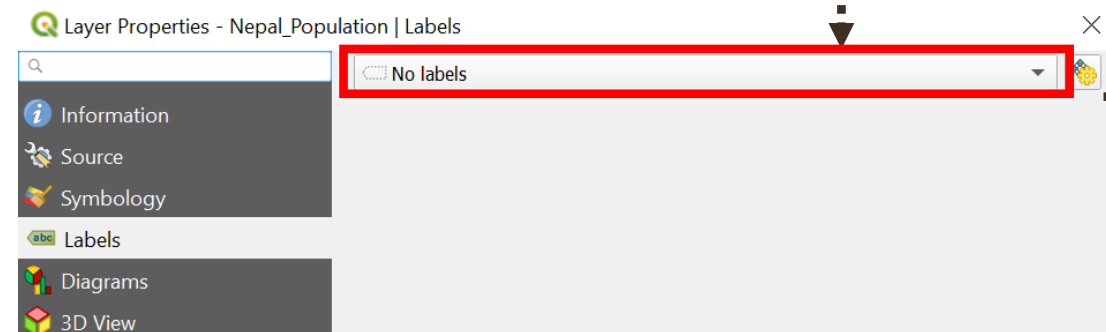 Layer Properties - Nepal_Population | Labels
No labels
Information
Source
Symbology
abc Labels
Diagrams
3D View